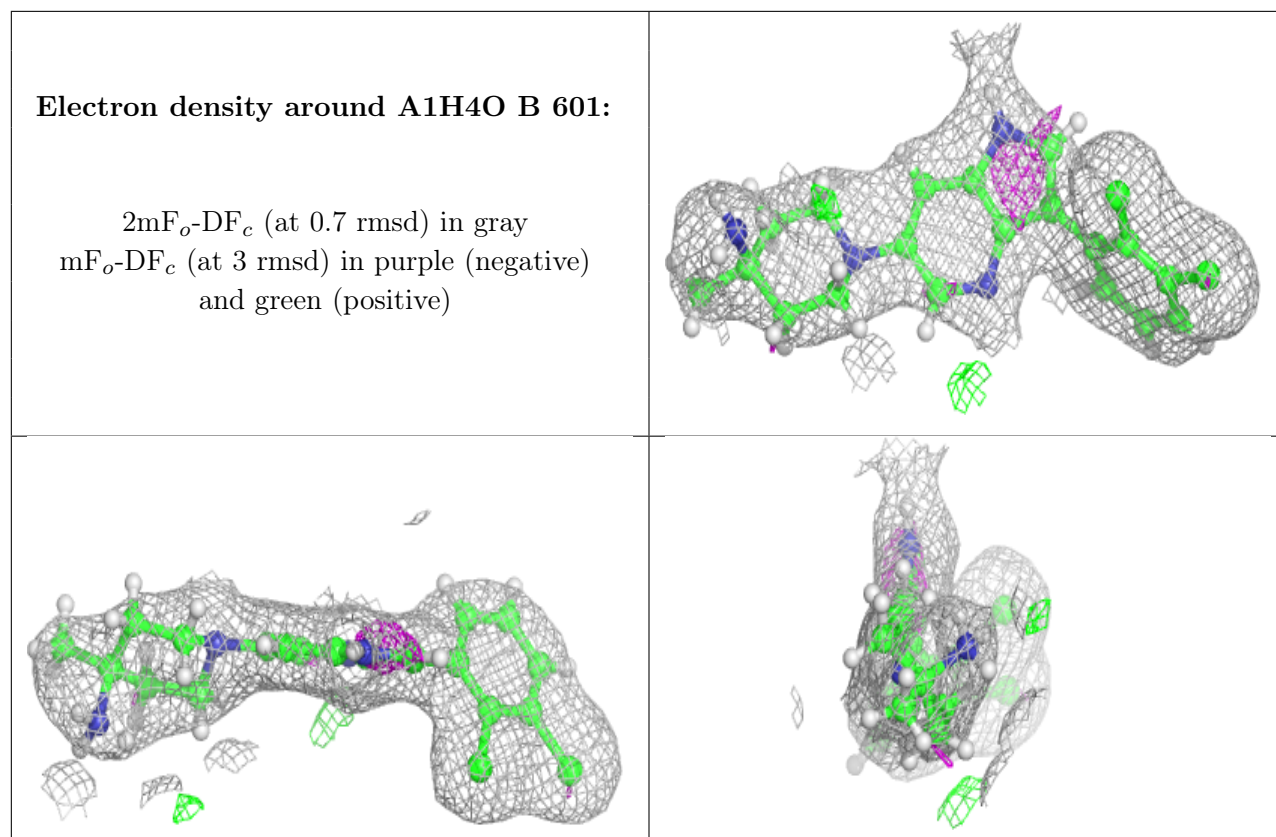 Electron density around A1H4O B 601:
2mFo-DFc (at 0.7 rmsd) in gray
mFo-DFc (at 3 rmsd) in purple (negative)
and green (positive)